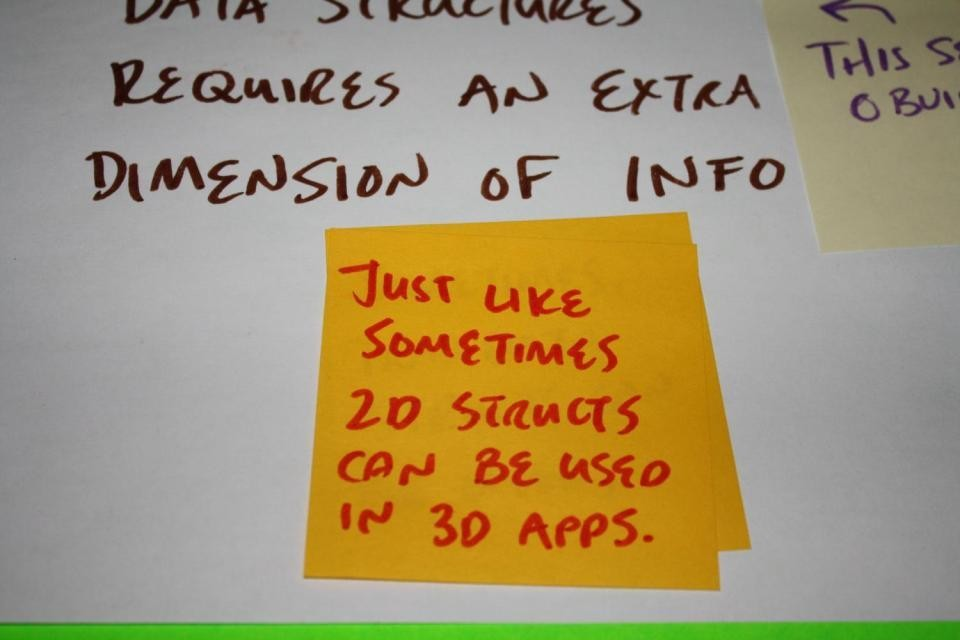 DATA STRUCTURES
REQUIRES AN EXTRA
DIMENSION OF INFO
THIS
JUST LIKE
SOMETIMES
2D STRUCTS
CAN BE USED
IN 3D APPS.